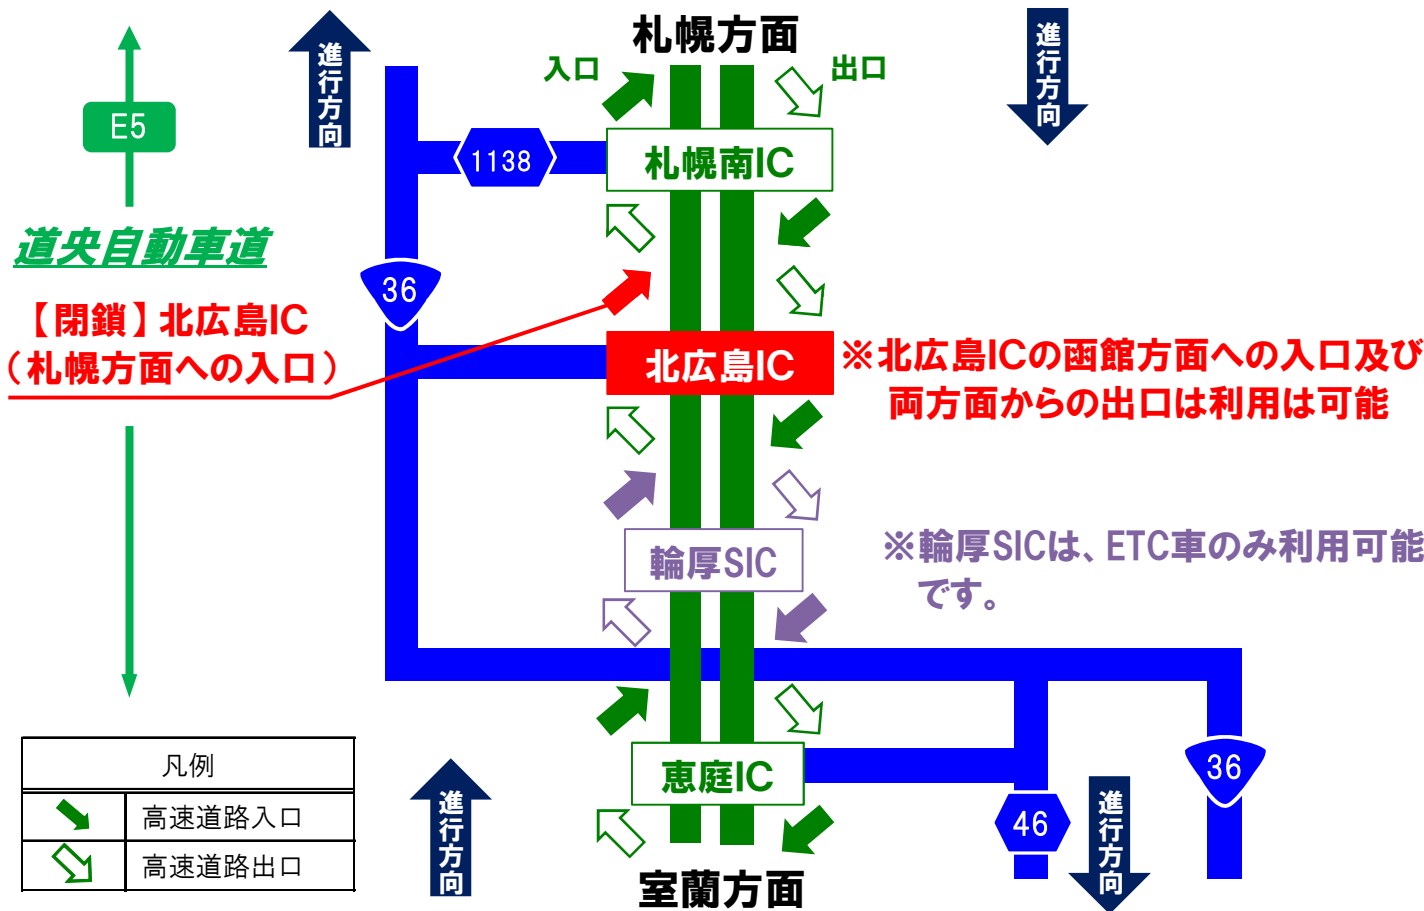 札幌方面
進行方向
進行方向
入口
出口
E5
1138
札幌南IC
道央自動車道
36
【閉鎖】北広島IC
（札幌方面への入口）
北広島IC
※北広島ICの函館方面への入口及び
両方面からの出口は利用は可能
輪厚SIC
※輪厚SICは、ETC車のみ利用可能
です。
恵庭IC
36
46
凡例
高速道路入口
高速道路出口
進行方向
進行方向
室蘭方面